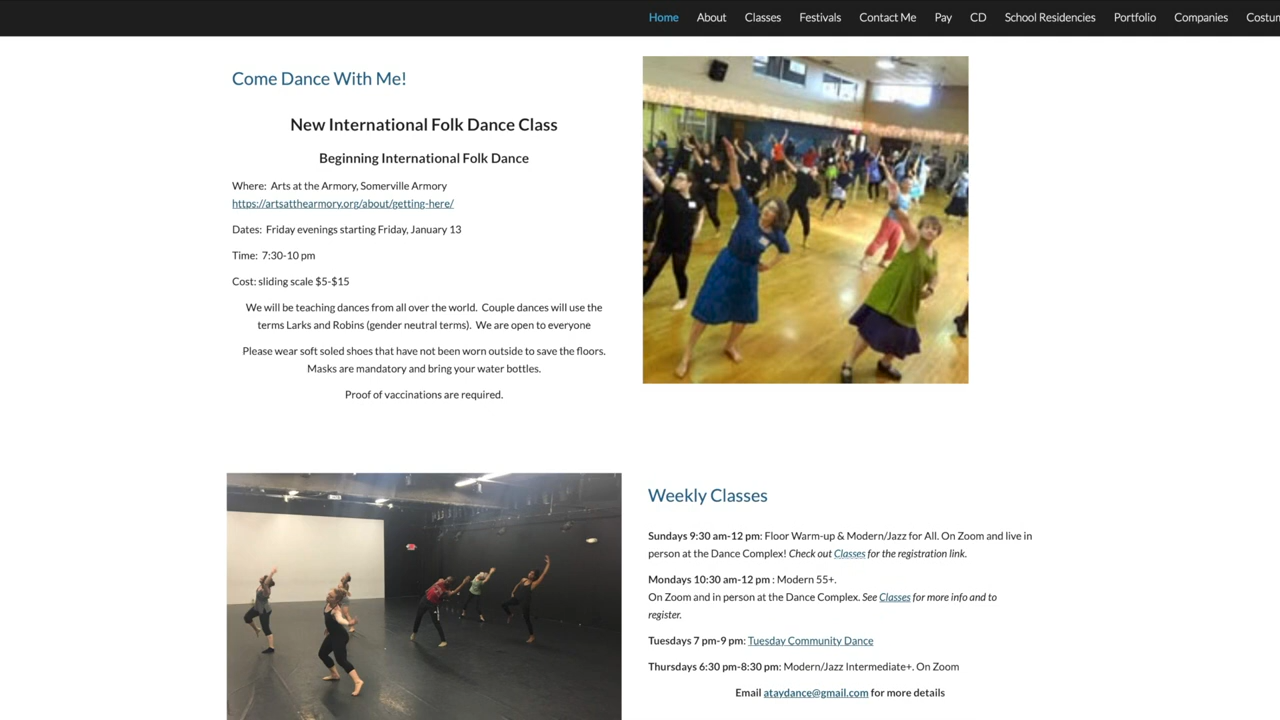 Home About Classes Festivals Contact Me Pay CD School Residencies Portfolio Companies
Come Dance With Me!
New International Folk Dance Class
Beginning International Folk Dance
Where: Arts at the Armory, Somerville Armory
https://artsatthearmory.org/about/getting-here/
Dates: Friday evenings starting Friday, January 13
Time: 7:30-10 pm
Cost: sliding scale $5-$15
We will be teaching dances from all over the world. Couple dances will use the
terms Larks and Robins (gender neutral terms). We are open to everyone
Please wear soft soled shoes that have not been worn outside to save the floors.
Masks are mandatory and bring your water bottles.
Proof of vaccinations are required.
Weekly Classes
Sundays 9:30 am-12 pm: Floor Warm-up & Modern/Jazz for All. On Zoom and live in
person at the Dance Complex! Check out Classes for the registration link.
Mondays 10:30 am-12 pm : Modern 55+.
On Zoom and in person at the Dance Complex. See Classes for more info and to
register.
Tuesdays 7 pm-9 pm: Tuesday Community Dance
Thursdays 6:30 pm-8:30 pm: Modern/Jazz Intermediate+. On Zoom
Email ataydance@gmail.com for more details